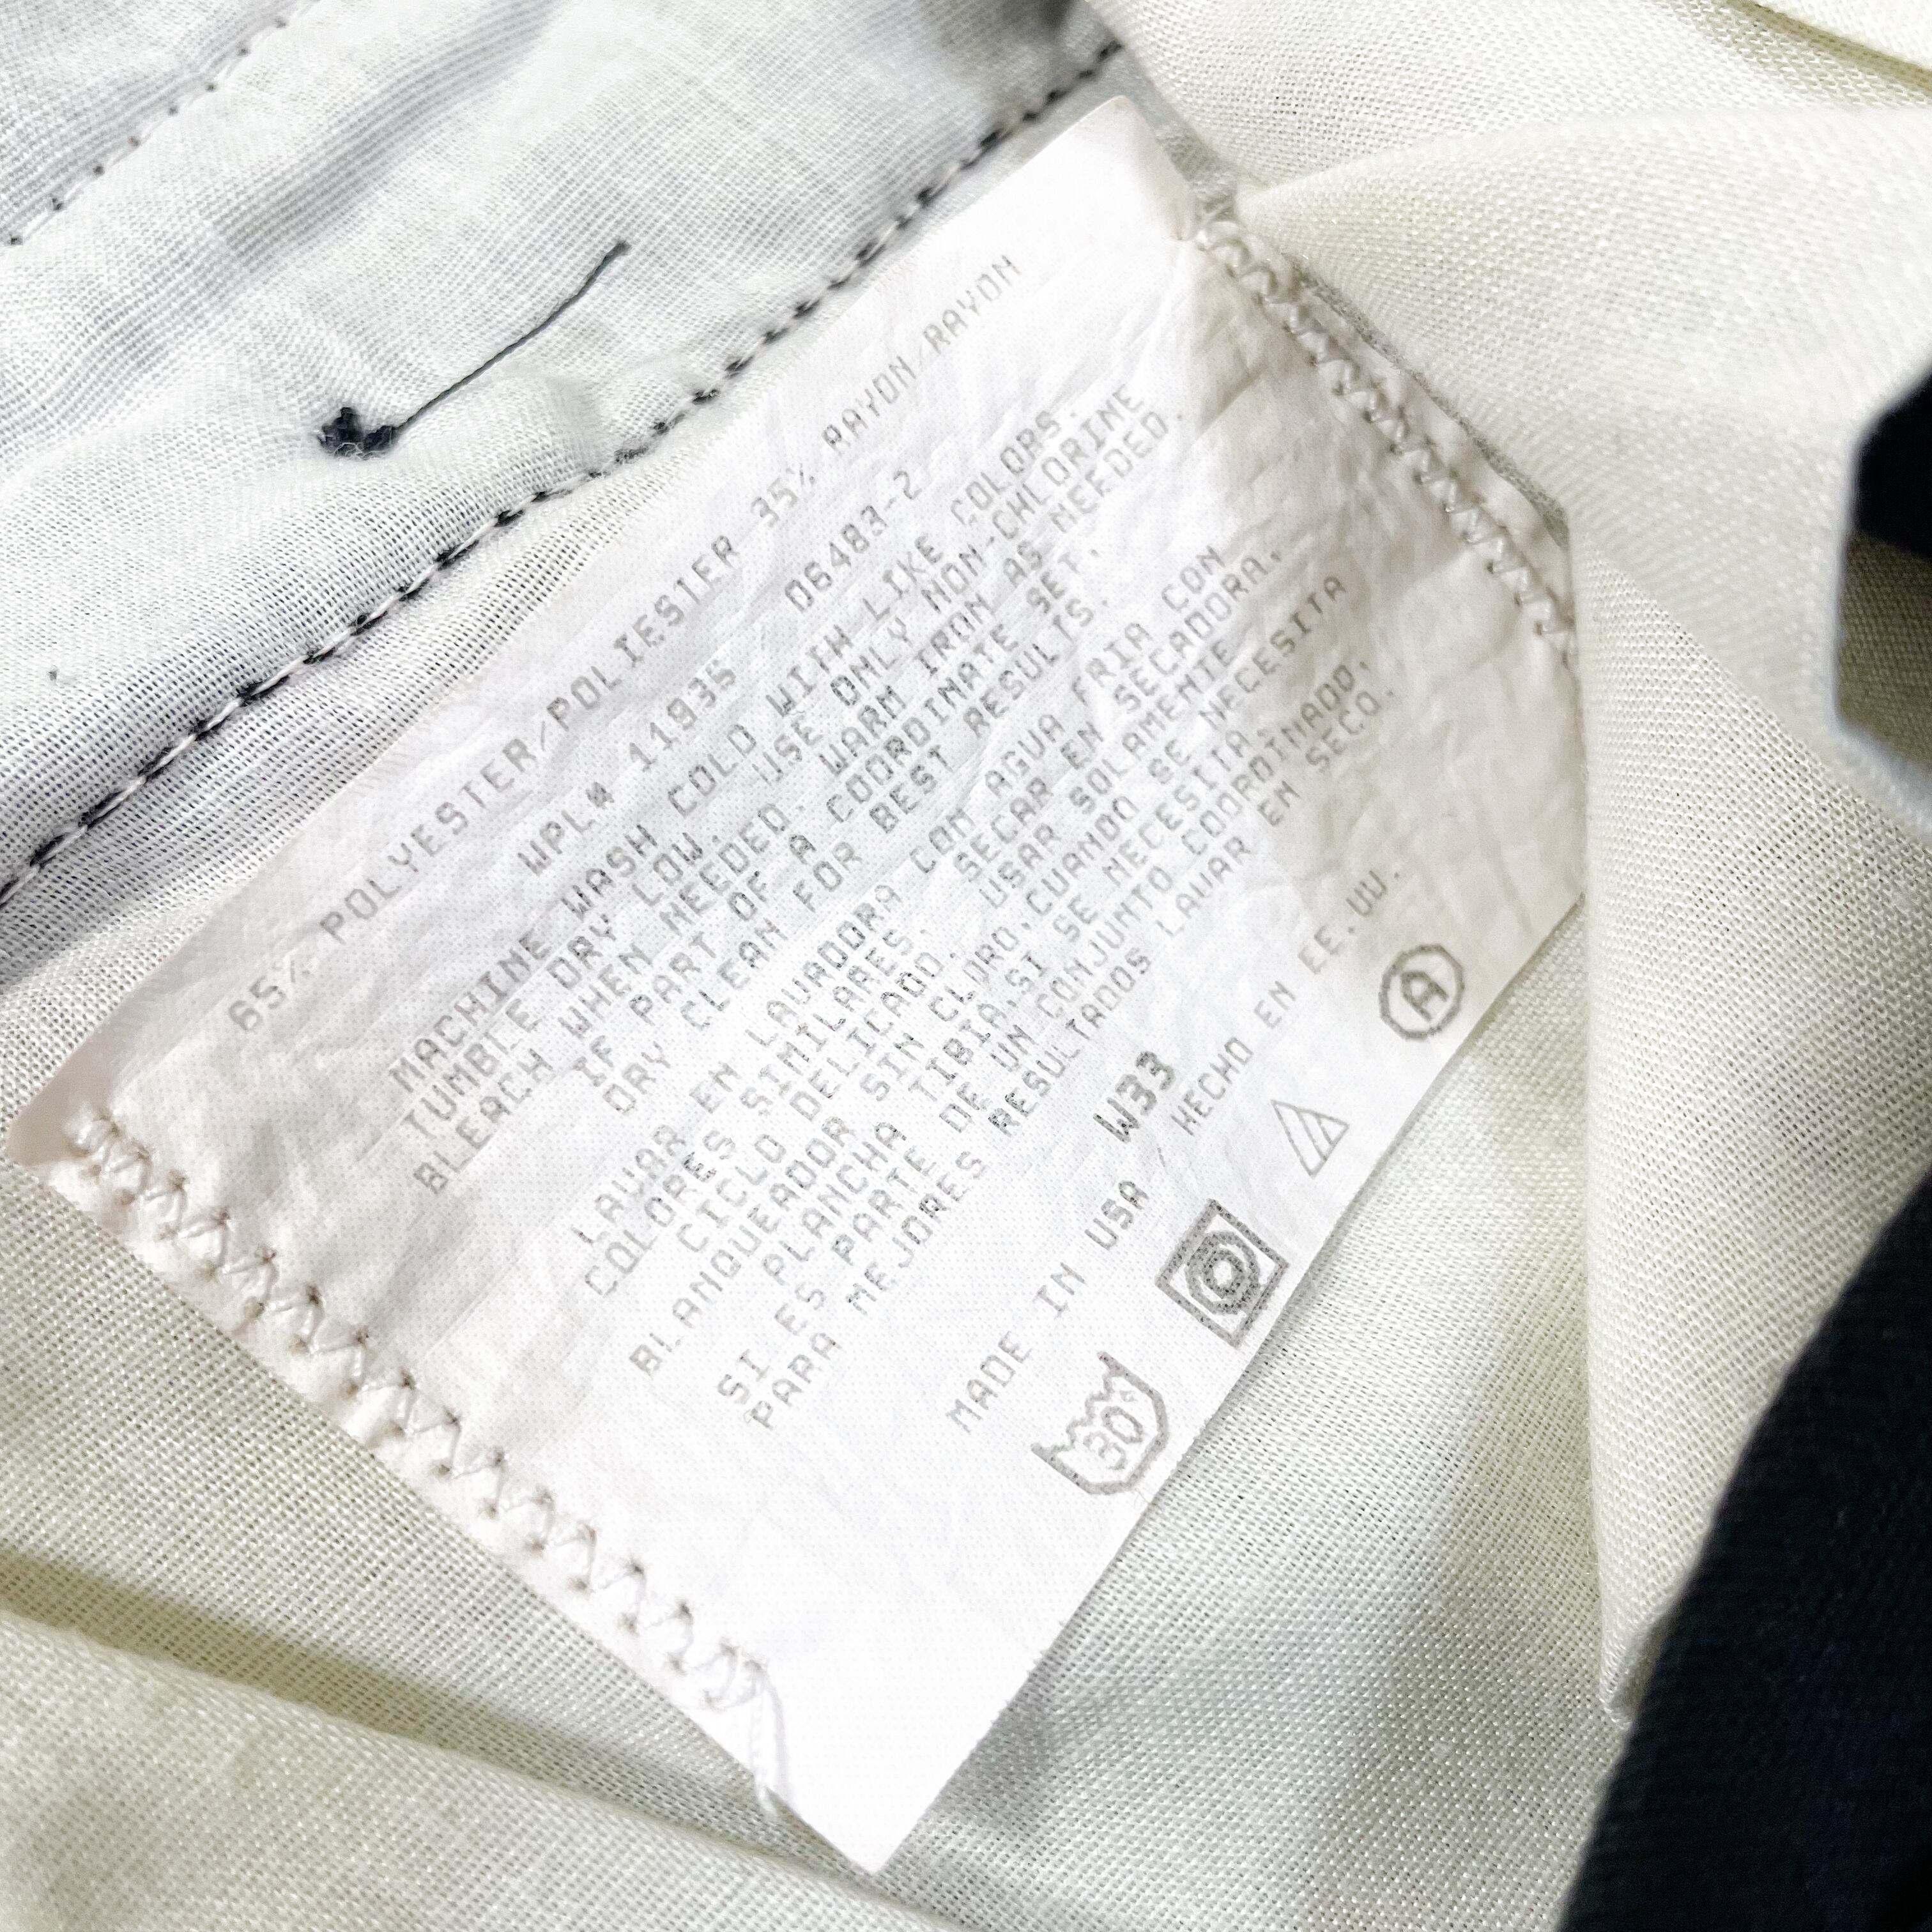 65% POLYESTER/POLIESTER 35% RAYON/RAYON
WPL# 11935 06483-2
MACHINE WASH COLD WITH LIKE COLORS.
TUMBLE DRY LOW. USE ONLY NON-CHLORINE
BLEACH WHEN NEEDED. WARM IRON AS NEEDED.
IF PART OF A COORDINATE SET,
DRY CLEAN FOR BEST RESULTS.
LAVAR EN LAVADORA CON AGUA FRIA CON
COLORES SIMILARES. SECAR EN SECADORA,
CICLO DELICADO. USAR SOLAMENTE
BLANQUEADOR SIN CLORO, CUANDO SE NECESITA
PLANCHA TIBIA, SI SE NECESITA.
SI ES PARTE DE UN CONJUNTO COORDINADO,
PARA MEJORES RESULTADOS LAVAR EN SECO.
W33
MADE IN USA HECHO EN EE.UU.
30 A